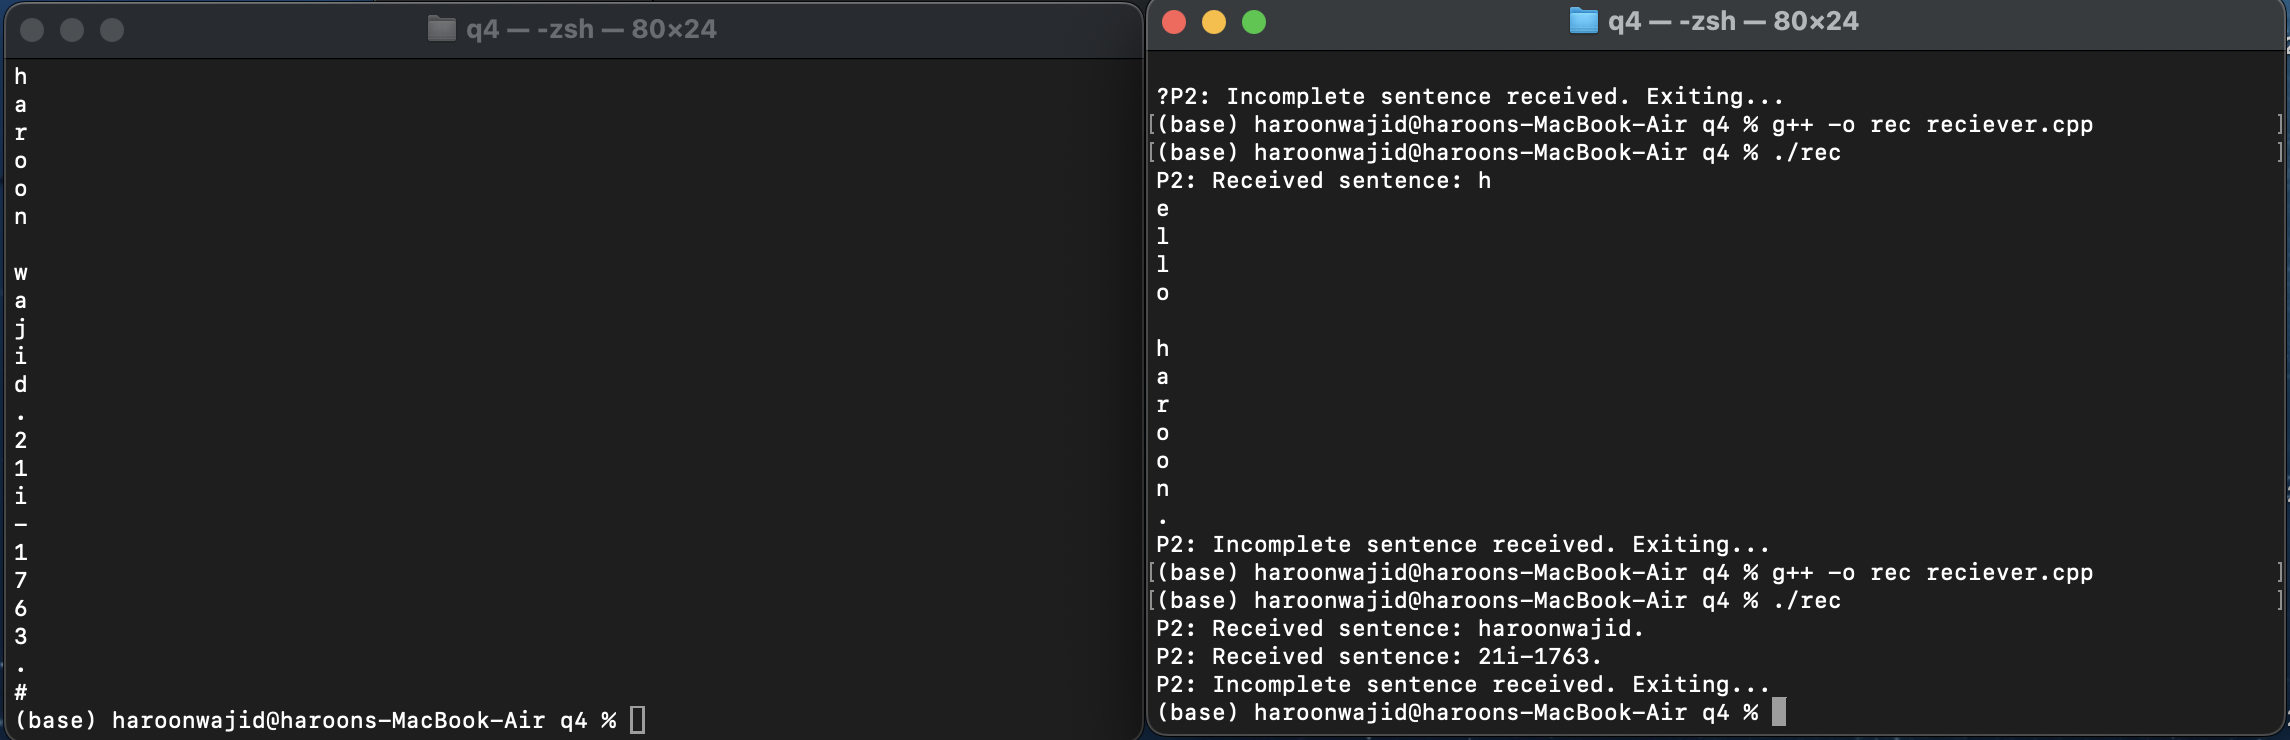 q4 — -zsh — 80×24
h
a
r
o
o
n
w
a
j
i
d
.
2
1
i
-
1
7
6
3
.
#
(base) haroonwajid@haroons-MacBook-Air q4 %
q4 — -zsh — 80×24
?P2: Incomplete sentence received. Exiting...
[(base) haroonwajid@haroons-MacBook-Air q4 % g++ -o rec reciever.cpp ]
[(base) haroonwajid@haroons-MacBook-Air q4 % ./rec ]
P2: Received sentence: h
e
l
l
o
h
a
r
o
o
n
.
P2: Incomplete sentence received. Exiting...
[(base) haroonwajid@haroons-MacBook-Air q4 % g++ -o rec reciever.cpp ]
[(base) haroonwajid@haroons-MacBook-Air q4 % ./rec ]
P2: Received sentence: haroonwajid.
P2: Received sentence: 21i-1763.
P2: Incomplete sentence received. Exiting...
(base) haroonwajid@haroons-MacBook-Air q4 %